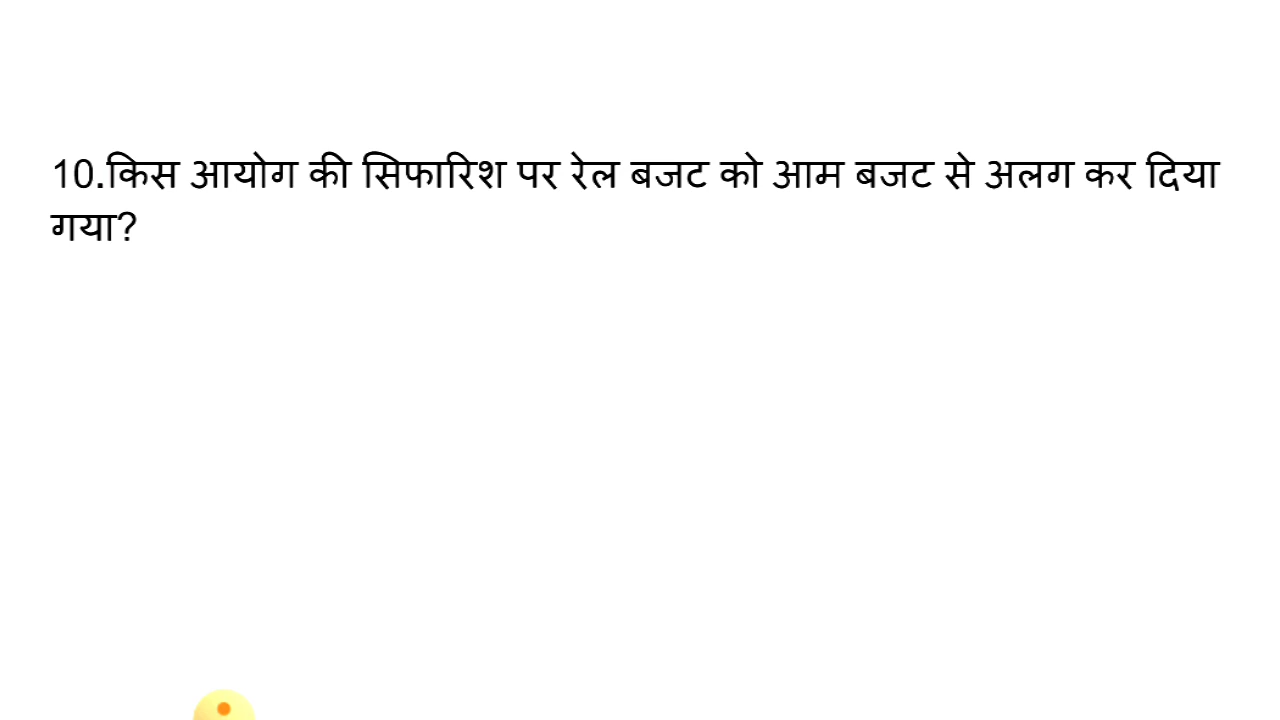 10.किस आयोग की सिफारिश पर रेल बजट को आम बजट से अलग कर दिया
गया?